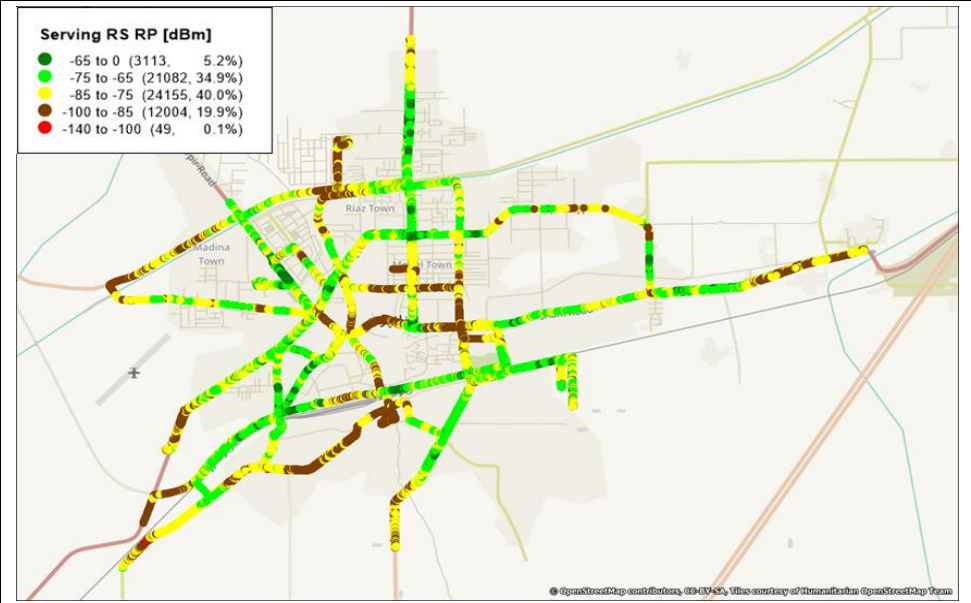 Serving RS RP [dBm]
-65 to 0 (3113, 5.2%)
-75 to -65 (21082, 34.9%)
-85 to -75 (24155, 40.0%)
-100 to -85 (12004, 19.9%)
-140 to -100 (49, 0.1%)
Road
Riaz Town
Madina
Town
Town
Road
© OpenStreetMap contributors, CC-BY-SA, Tiles courtesy of Humanitarian OpenStreetMap Team